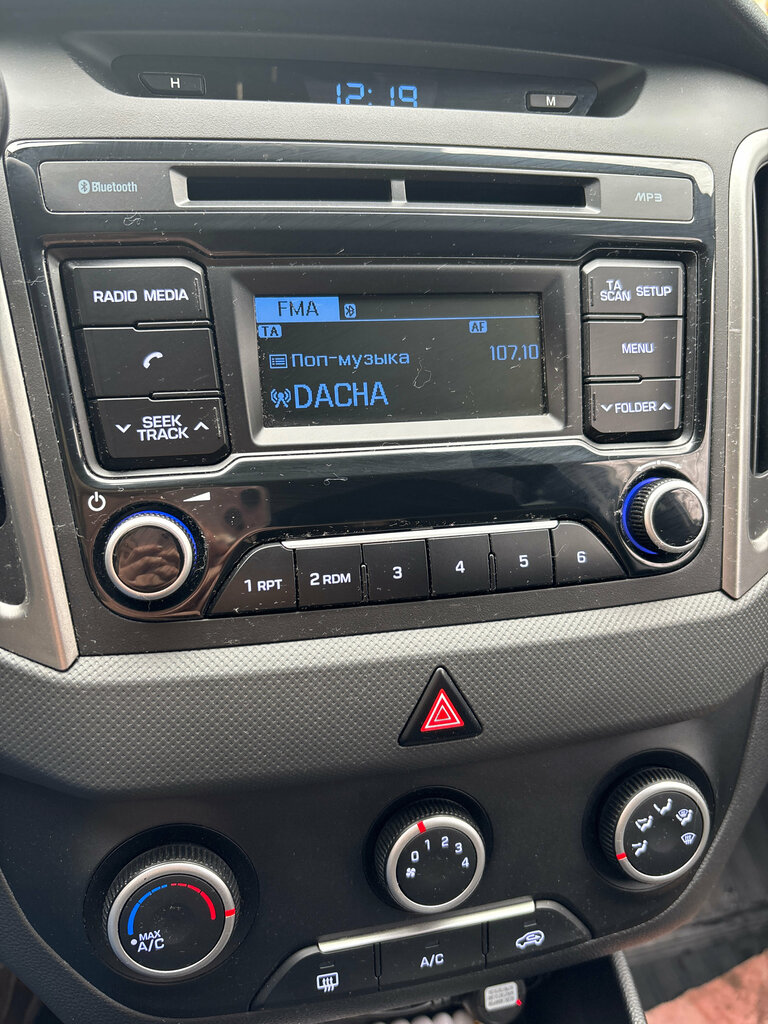 H
12:19
M
Bluetooth
MP3
RADIO MEDIA
FMA
TA
AF
TA
SCAN SETUP
Поп-музыка
107.10
MENU
DACHA
SEEK
TRACK
FOLDER
1 RPT
2 RDM
3
4
5
6
0 1 2 3 4
MAX
A/C
A/C